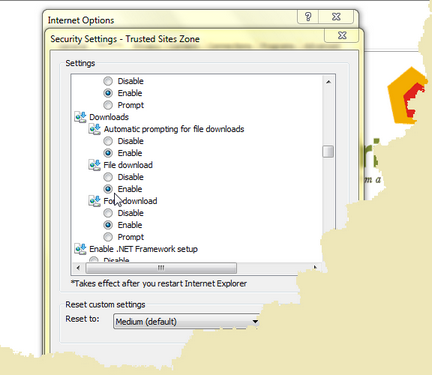 Internet Options
Security Settings - Trusted Sites Zone
Settings
Disable
Enable
Prompt
Downloads
Automatic prompting for file downloads
Disable
Enable
File download
Disable
Enable
download
Disable
Enable
Prompt
Enable .NET Framework setup
Disable
*Takes effect after you restart Internet Explorer
Reset custom settings
Reset to:
Medium (default)